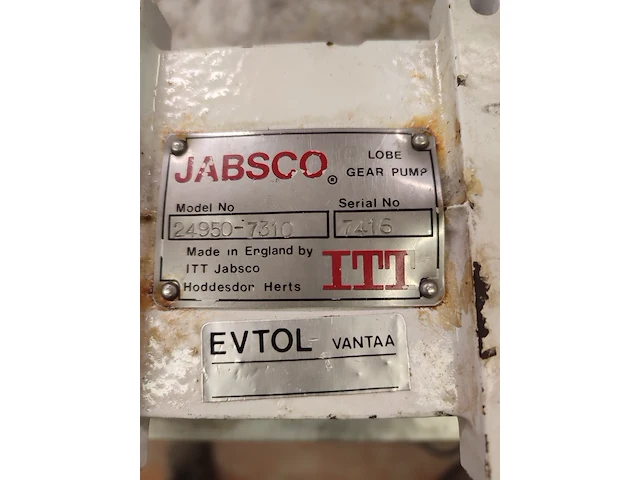 JABSCO ® LOBE GEAR PUMP
Model No Serial No
24950-7310 7416
Made in England by
ITT Jabsco
Hoddesdor Herts
ITT
EVTOL VANTAA